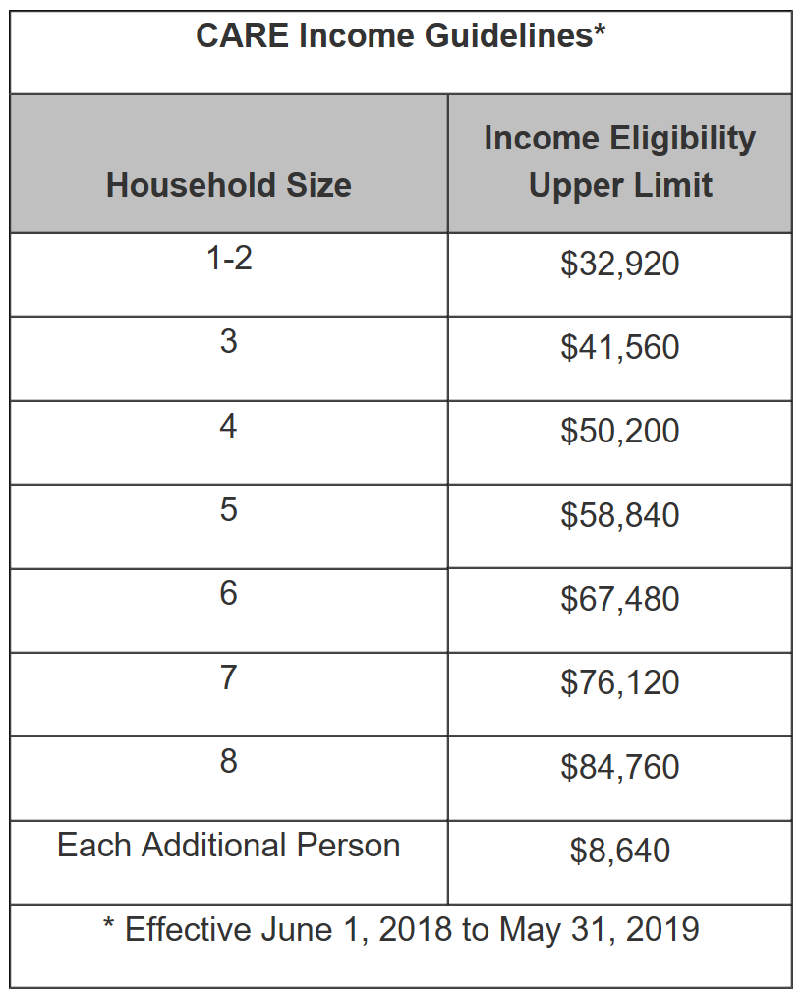 CARE Income Guidelines*
Household Size
Income Eligibility
Upper Limit
1-2
$32,920
3
$41,560
4
$50,200
5
$58,840
6
$67,480
7
$76,120
8
$84,760
Each Additional Person
$8,640
* Effective June 1, 2018 to May 31, 2019